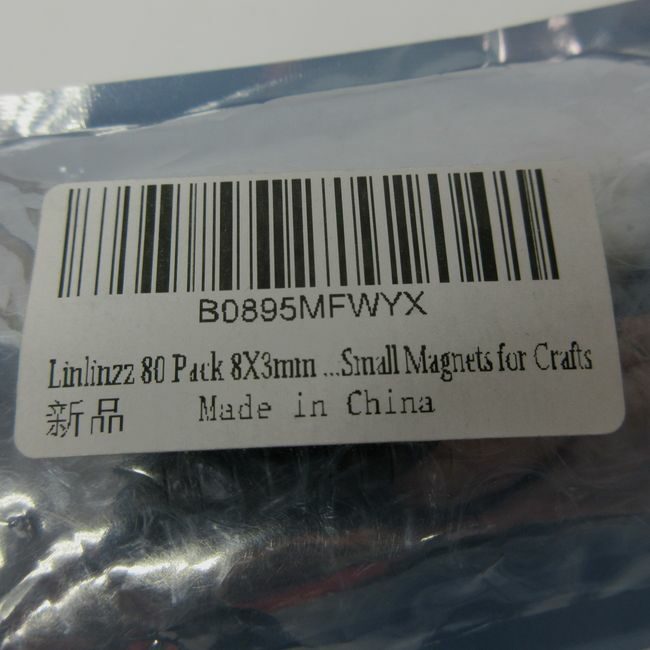 B0895MFWYX
Linlinzz 80 Pack 8X3mm ...Small Magnets for Crafts
新品 Made in China